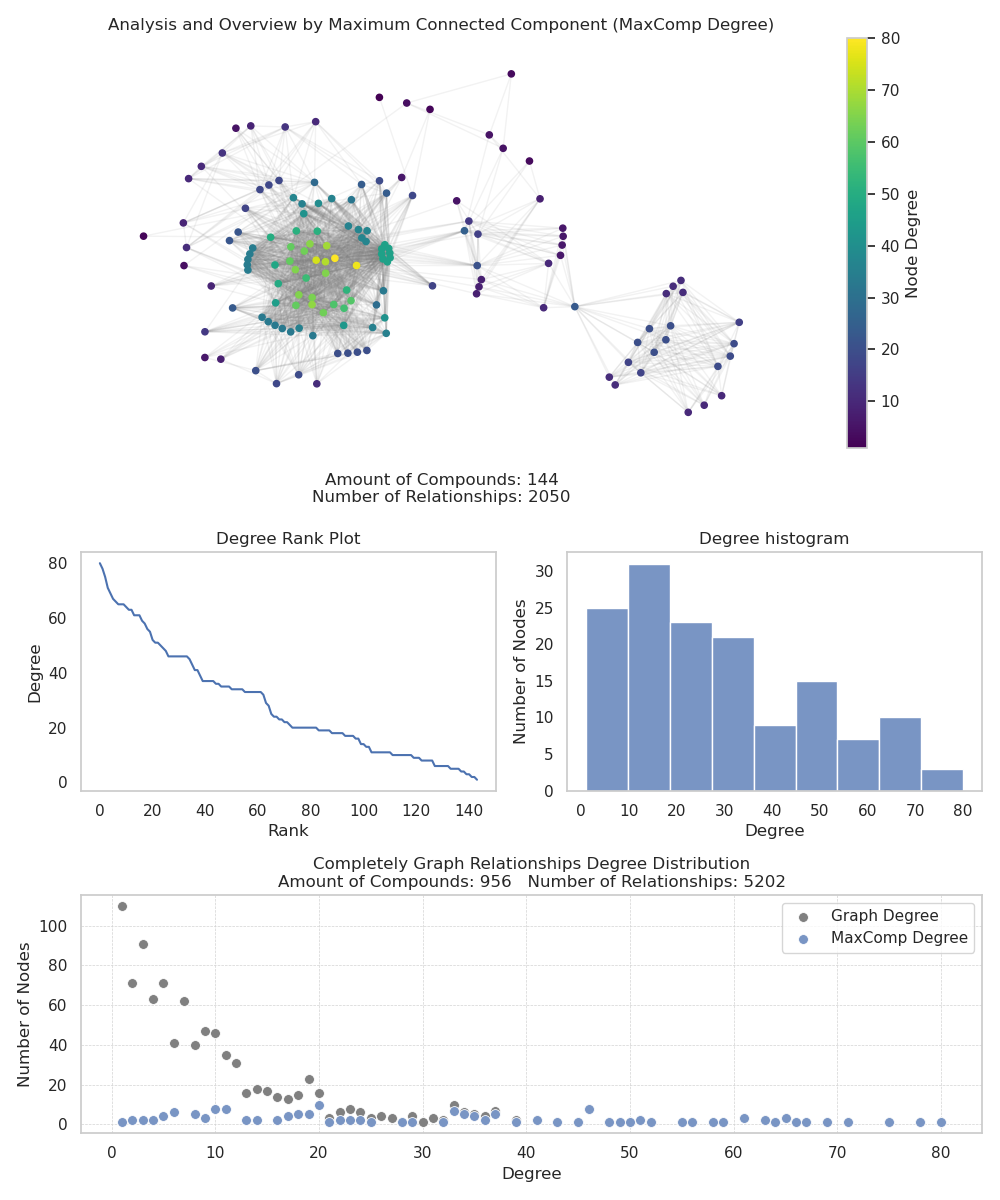 Analysis and Overview by Maximum Connected Component (MaxComp Degree)
80
70
60
50
40
30
20
10
Node Degree
Amount of Compounds: 144
Number of Relationships: 2050
Degree Rank Plot
80
60
40
20
0
Degree
0 20 40 60 80 100 120 140
Rank
Degree histogram
30
25
20
15
10
5
0
Number of Nodes
0 10 20 30 40 50 60 70 80
Degree
Completely Graph Relationships Degree Distribution
Amount of Compounds: 956 Number of Relationships: 5202
Graph Degree
MaxComp Degree
100
80
60
40
20
0
Number of Nodes
0 10 20 30 40 50 60 70 80
Degree